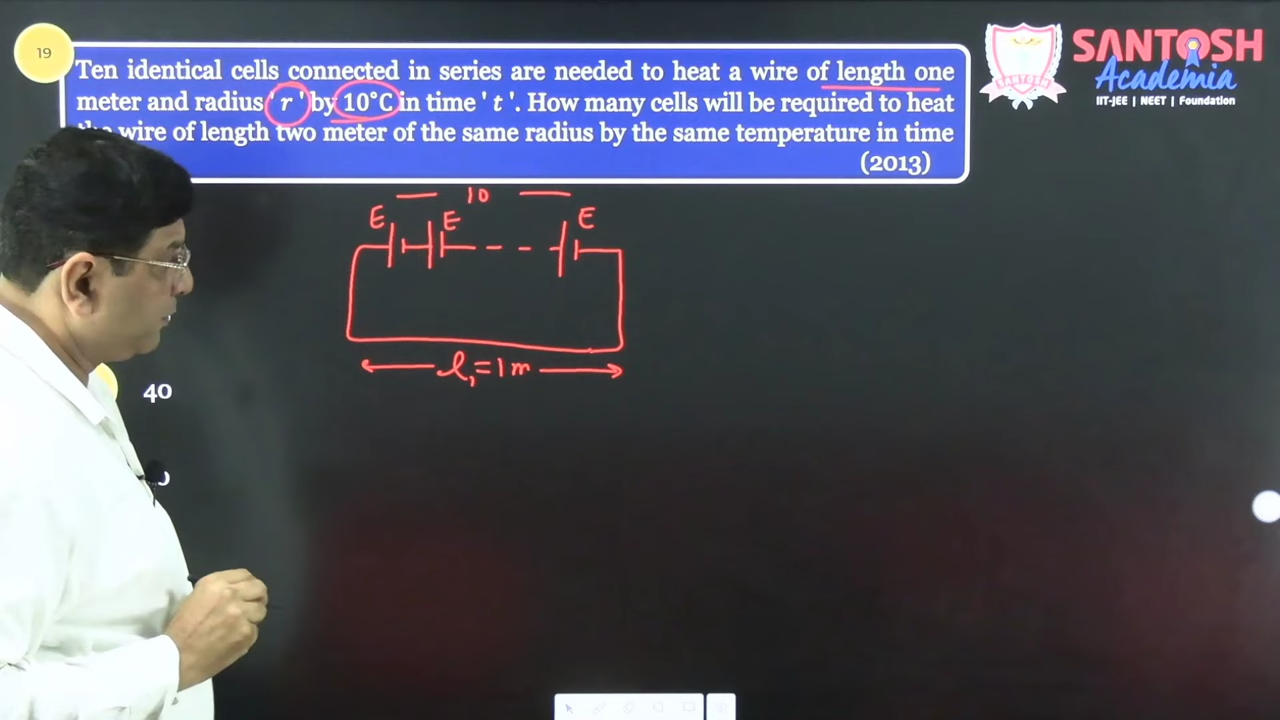 19
Ten identical cells connected in series are needed to heat a wire of length one
meter and radius ' r ' by 10°C in time ' t '. How many cells will be required to heat
the wire of length two meter of the same radius by the same temperature in time
(2013)
SANTOSH
Academia
IIT-JEE | NEET | Foundation
10
E E E
l₁ = 1 m
40